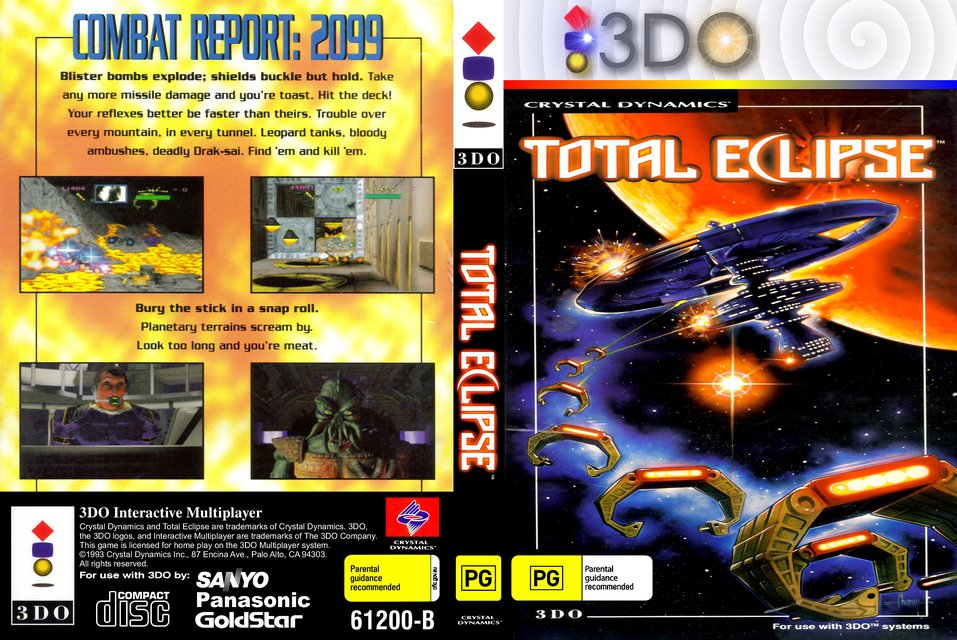 COMBAT REPORT: 2099
Blister bombs explode; shields buckle but hold. Take
any more missile damage and you're toast. Hit the deck!
Your reflexes better be faster than theirs. Trouble over
every mountain, in every tunnel. Leopard tanks, bloody
ambushes, deadly Drak-sai. Find 'em and kill 'em.
Bury the stick in a snap roll.
Planetary terrains scream by.
Look too long and you're meat.
3DO Interactive Multiplayer
Crystal Dynamics and Total Eclipse are trademarks of Crystal Dynamics. 3DO,
the 3DO logos, and Interactive Multiplayer are trademarks of The 3DO Company.
This game is licensed for home play on the 3DO Multiplayer system.
©1993 Crystal Dynamics Inc., 87 Encina Ave., Palo Alto, CA 94303.
All rights reserved.
For use with 3DO by:
SANYO
Panasonic
GoldStar
COMPACT
disc
3DO
CRYSTAL
DYNAMICS™
Parental
guidance
recommended
61200-B
3DO
TOTAL ECLIPSE™
PG
CRYSTAL
DYNAMICS™
3DO
CRYSTAL DYNAMICS™
TOTAL ECLIPSE™
PG
Parental
guidance
recommended
3DO
For use with 3DO™ systems